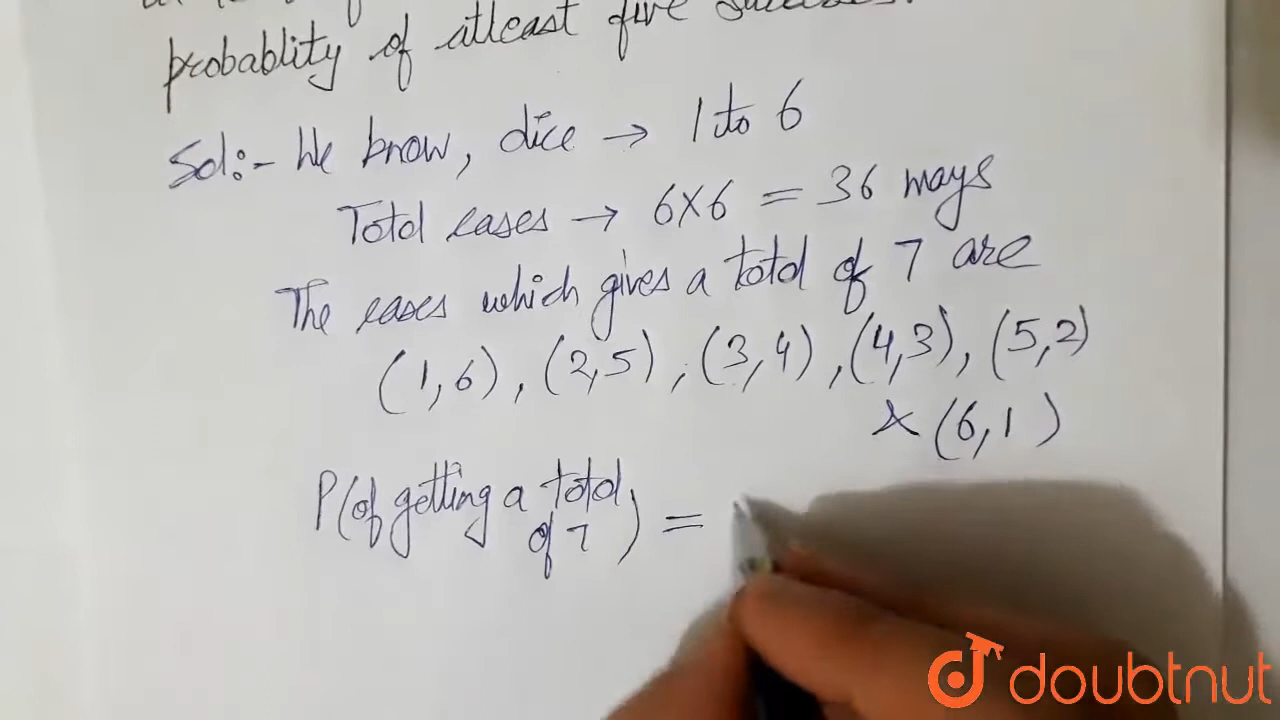 probablity of atleast five
Sol:- We know, dice → 1 to 6
Total cases → 6×6 = 36 ways
The cases which gives a total of 7 are
(1,6), (2,5), (3,4), (4,3), (5,2)
& (6,1)
P(of getting a total
of 7) =
doubtnut